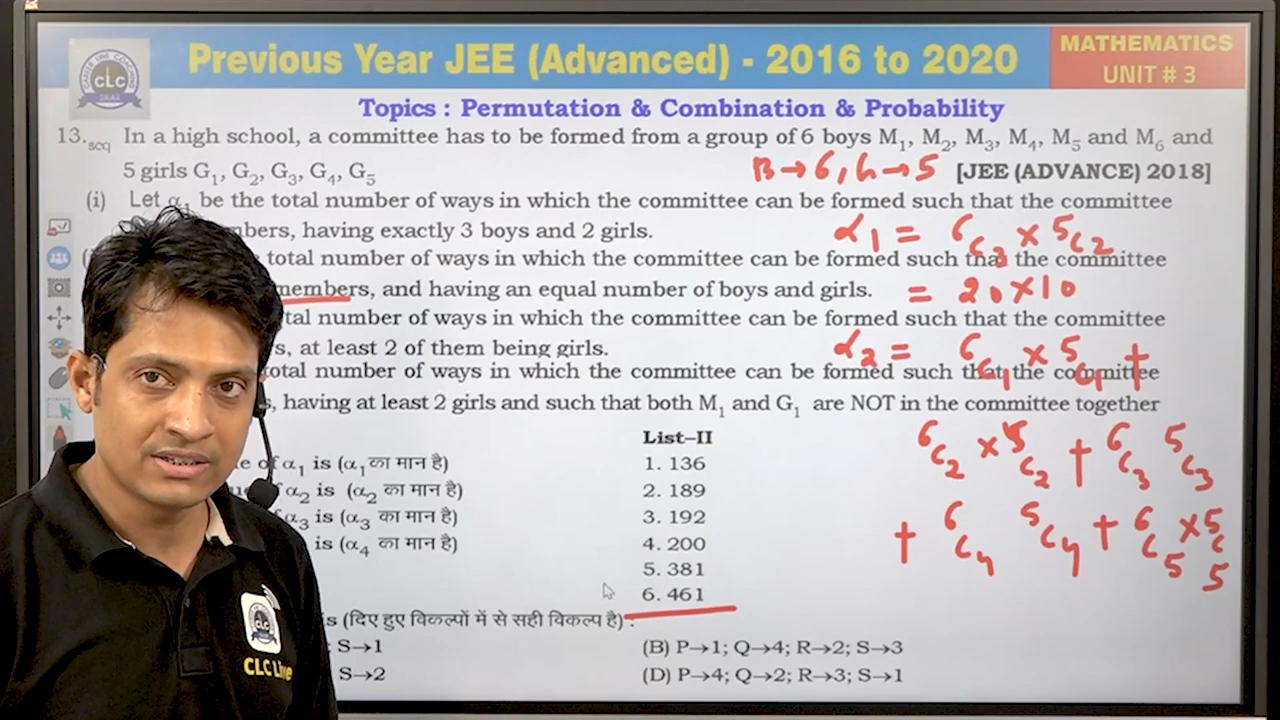 Previous Year JEE (Advanced) - 2016 to 2020
MATHEMATICS
UNIT # 3
CLC
Topics : Permutation & Combination & Probability
13.scq In a high school, a committee has to be formed from a group of 6 boys M₁, M₂, M₃, M₄, M₅ and M₆ and
5 girls G₁, G₂, G₃, G₄, G₅
B→6, G→5
[JEE (ADVANCE) 2018]
(i) Let α₁ be the total number of ways in which the committee can be formed such that the committee
mbers, having exactly 3 boys and 2 girls.
α₁ = ⁶C₃ × ⁵C₂
total number of ways in which the committee can be formed such that the committee
members, and having an equal number of boys and girls.
= 20×10
tal number of ways in which the committee can be formed such that the committee
s, at least 2 of them being girls.
α₂ = ⁶C₁ × ⁵C₁ +
total number of ways in which the committee can be formed such that the committee
, having at least 2 girls and such that both M₁ and G₁ are NOT in the committee together
⁶C₂ × ⁵C₂ + ⁶C₃ ⁵C₃
+ ⁶C₄ ⁵C₄ + ⁶C₅ × ⁵C₅
List–II
e of α₁ is (α₁ का मान है) 1. 136
α₂ is (α₂ का मान है) 2. 189
f α₃ is (α₃ का मान है) 3. 192
is (α₄ का मान है) 4. 200
5. 381
6. 461
s (दिए हुए विकल्पों में से सही विकल्प है) :
S→1 (B) P→1; Q→4; R→2; S→3
S→2 (D) P→4; Q→2; R→3; S→1
CLC Live